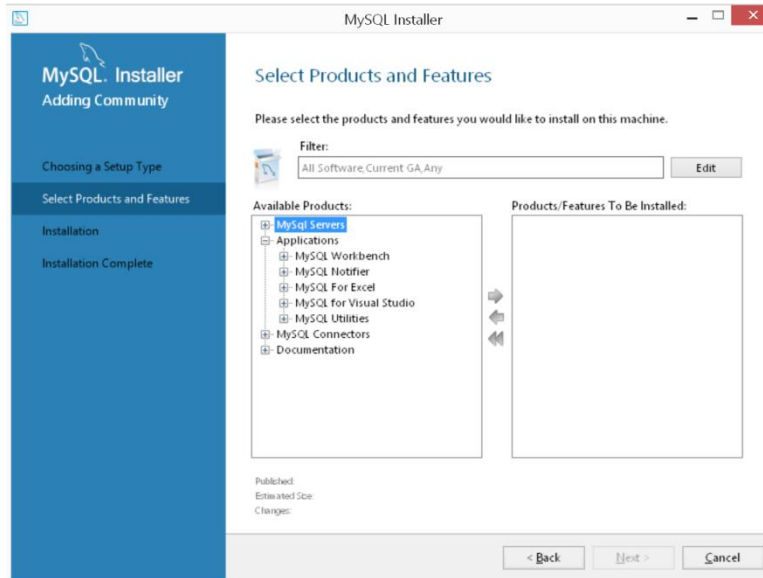 MySQL Installer
MySQL. Installer
Adding Community
Choosing a Setup Type
Select Products and Features
Installation
Installation Complete
Select Products and Features
Please select the products and features you would like to install on this machine.
Filter:
All Software,Current GA,Any
Edit
Available Products:
MySql Servers
Applications
MySQL Workbench
MySQL Notifier
MySQL For Excel
MySQL for Visual Studio
MySQL Utilities
MySQL Connectors
Documentation
Products/Features To Be Installed:
Published:
Estimated Size:
Changes:
< Back
Next >
Cancel